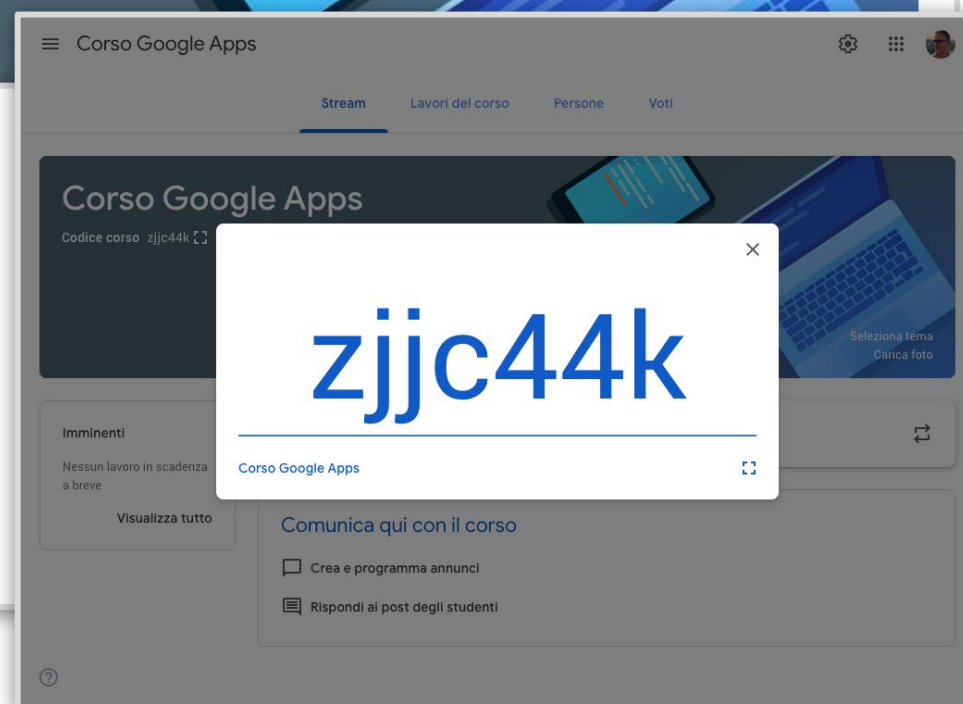 Corso Google Apps
Stream Lavori del corso Persone Voti
Corso Google Apps
Codice corso zjjc44k
zjjc44k
Corso Google Apps
Seleziona tema
Carica foto
Imminenti
Nessun lavoro in scadenza
a breve
Visualizza tutto
Comunica qui con il corso
Crea e programma annunci
Rispondi ai post degli studenti